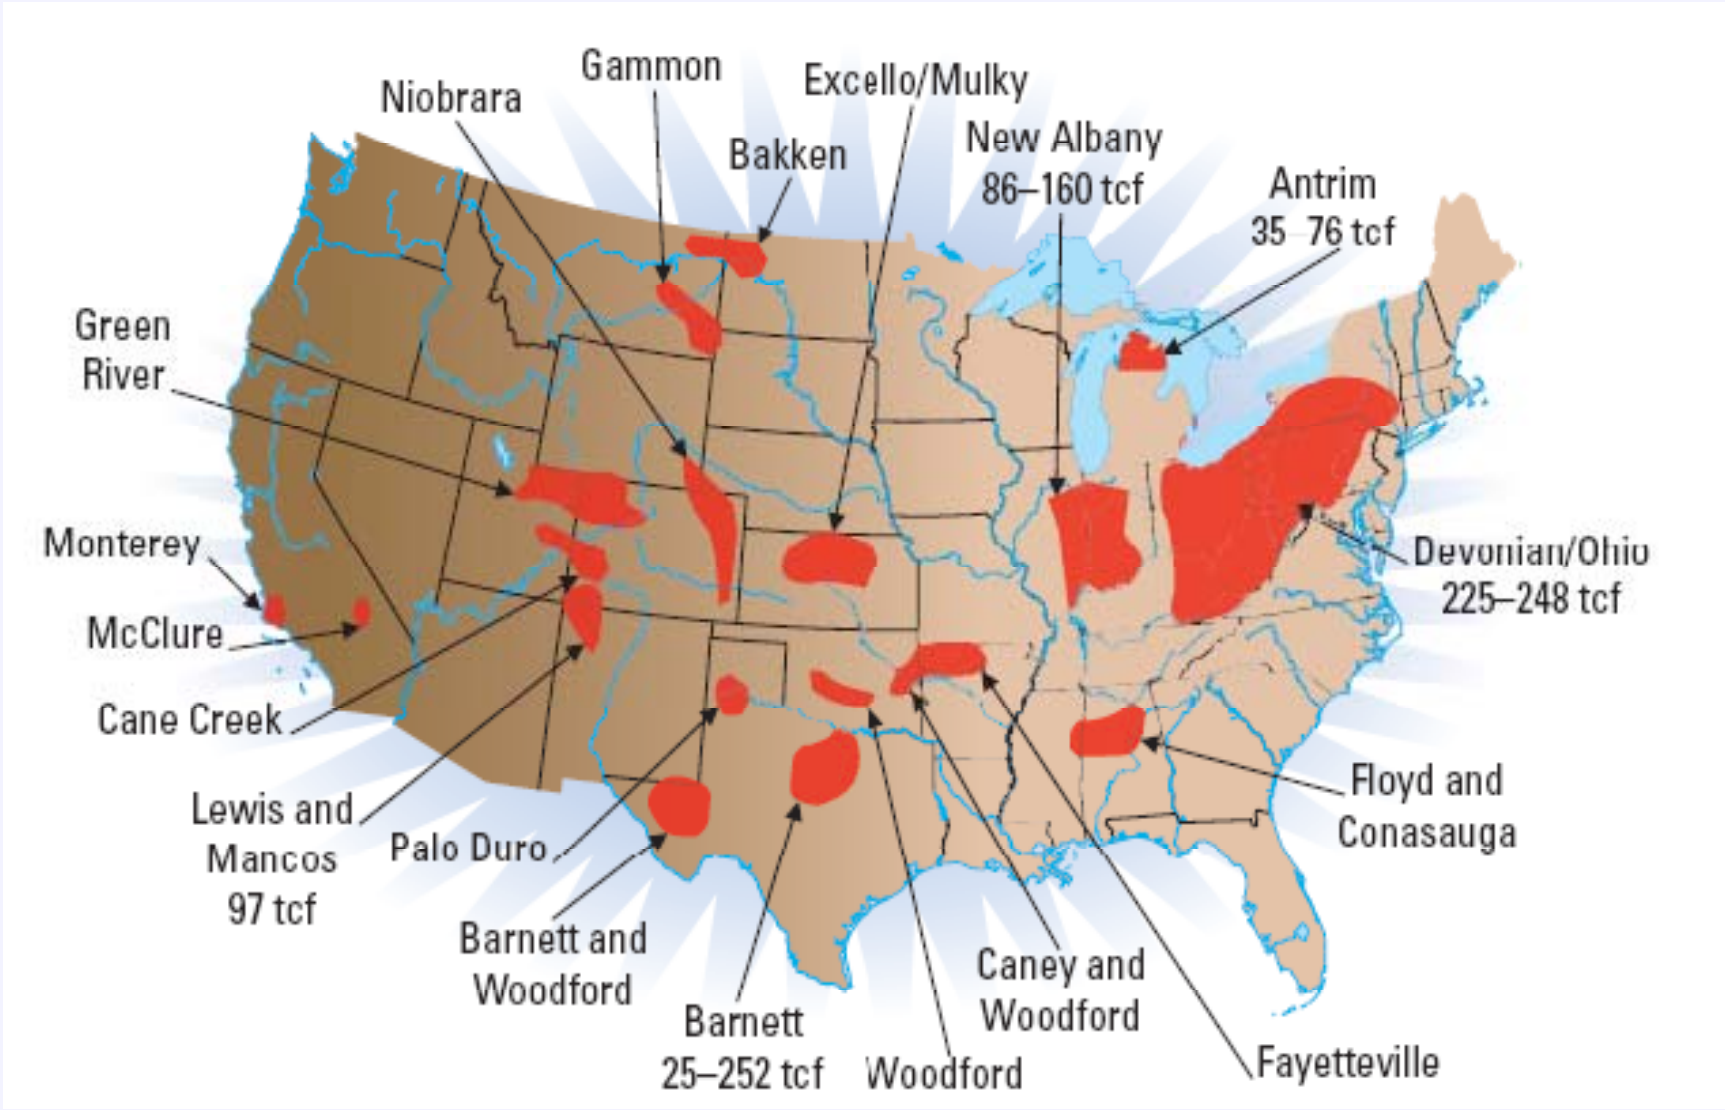 Gammon
Niobrara
Excello/Mulky
Bakken
New Albany
86–160 tcf
Antrim
35–76 tcf
Green
River
Monterey
McClure
Cane Creek
Lewis and
Mancos
97 tcf
Palo Duro
Barnett and
Woodford
Barnett
25–252 tcf
Woodford
Caney and
Woodford
Fayetteville
Floyd and
Conasauga
Devonian/Ohio
225–248 tcf